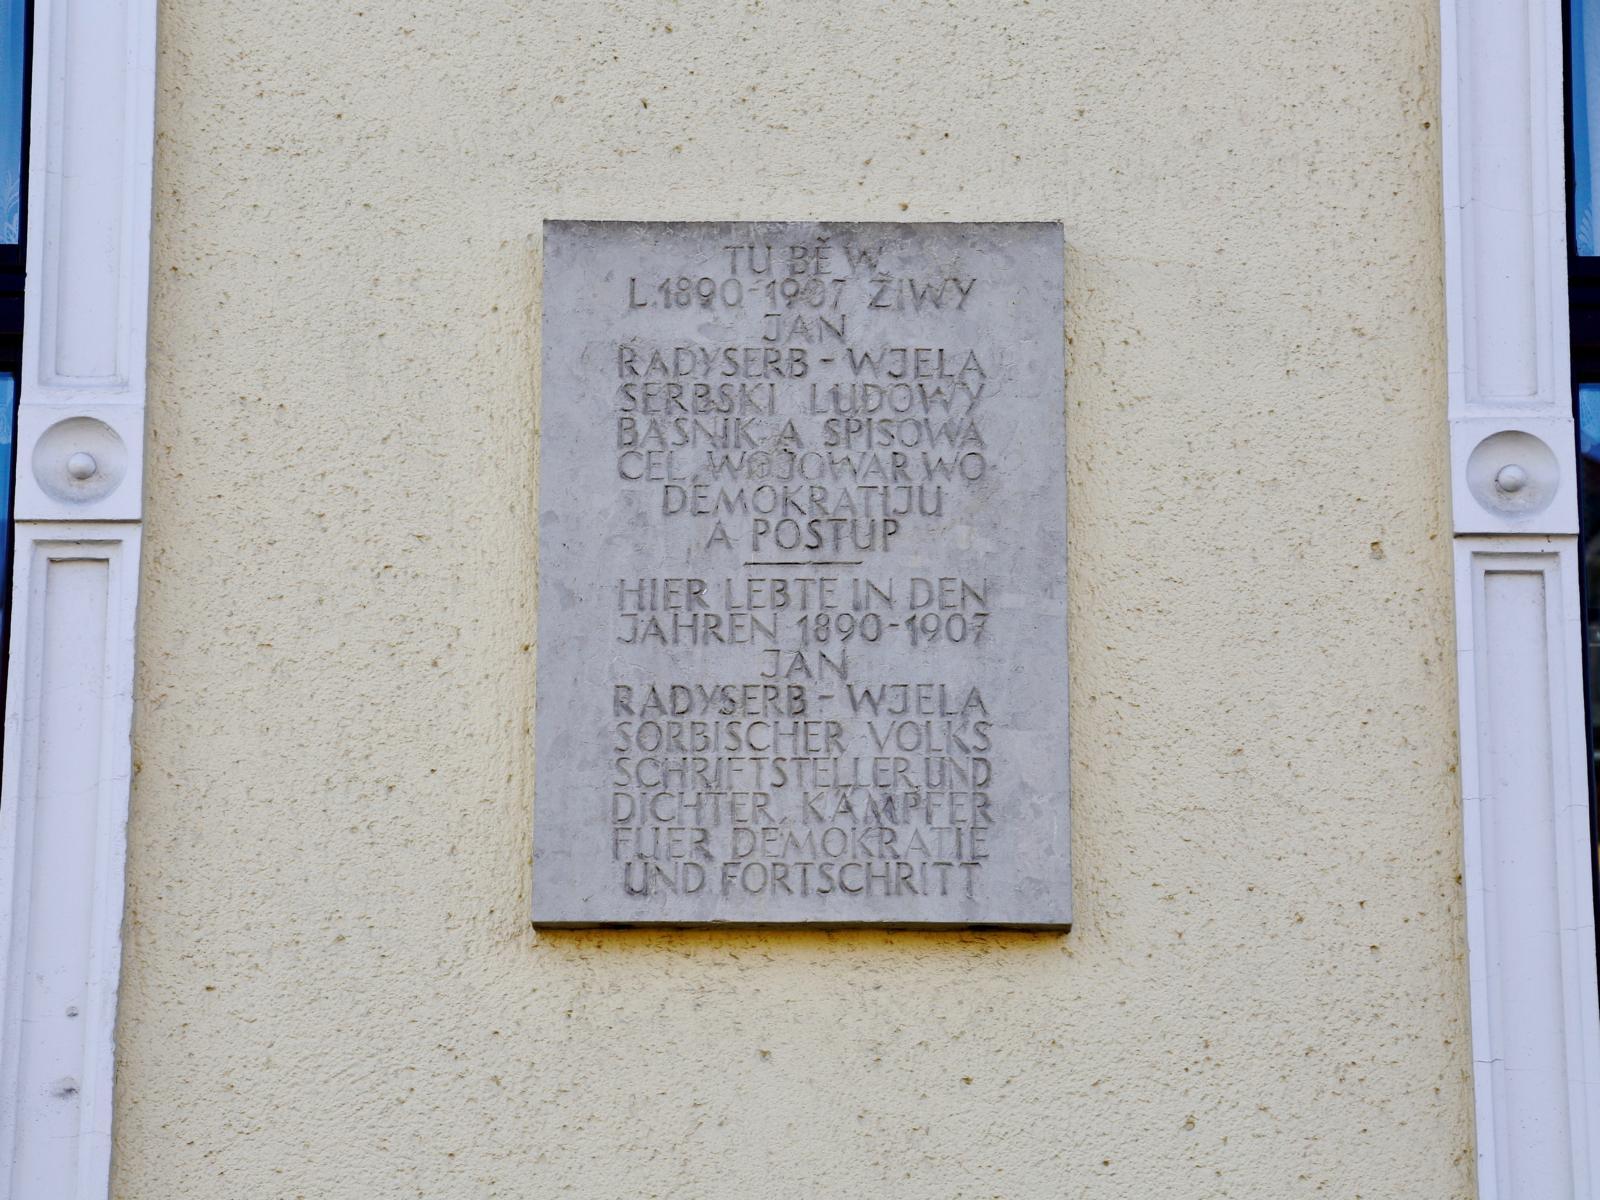 TU BĚ W
L. 1890-1907 ŽIWY
JAN
RADYSERB - WJELA
SERBSKI LUDOWY
BASNIK A SPISOWA
CEL, WOJOWAR WO
DEMOKRATIJU
A POSTUP
HIER LEBTE IN DEN
JAHREN 1890-1907
JAN
RADYSERB - WJELA
SORBISCHER VOLKS
SCHRIFTSTELLER UND
DICHTER, KÄMPFER
FUER DEMOKRATIE
UND FORTSCHRITT